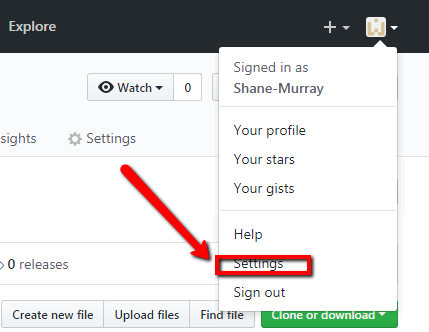 Explore
Signed in as
Shane-Murray
Watch 0
Your profile
sights Settings
Your stars
Your gists
Help
0 releases
Settings
Sign out
Create new file Upload files Find file Clone or download